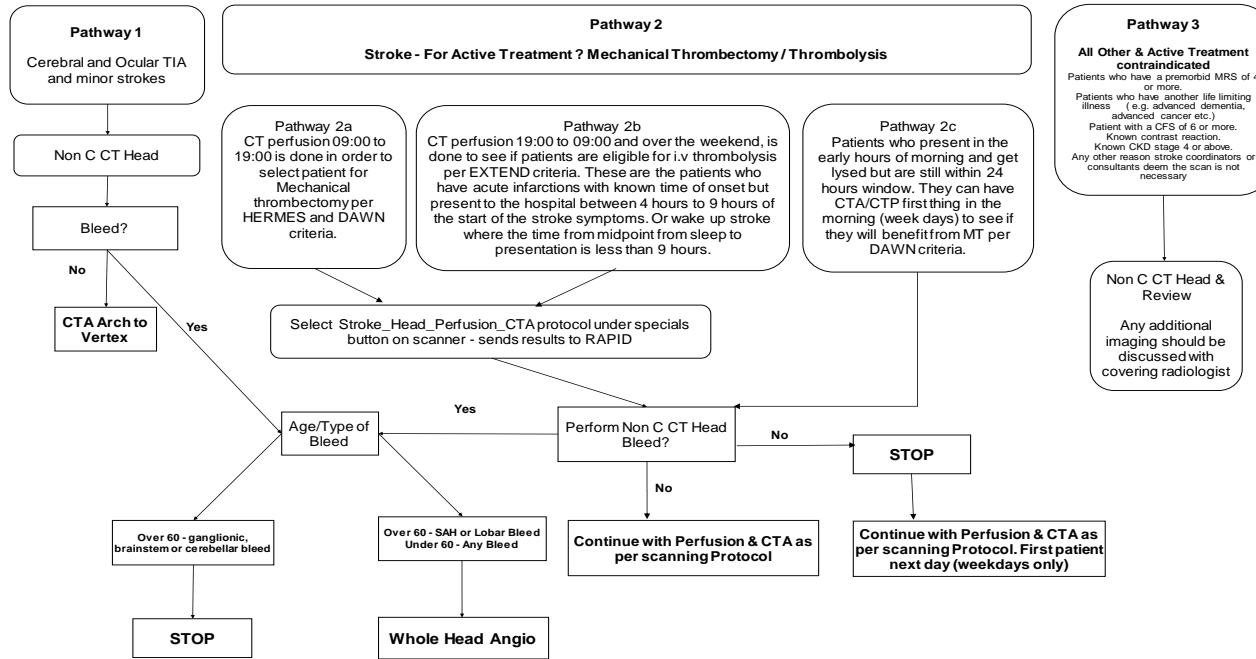 Pathway 1
Cerebral and Ocular TIA
and minor strokes
Non C CT Head
Bleed?
No
Yes
CTA Arch to
Vertex
Pathway 2
Stroke - For Active Treatment ? Mechanical Thrombectomy / Thrombolysis
Pathway 2a
CT perfusion 09:00 to
19:00 is done in order to
select patient for
Mechanical
thrombectomy per
HERMES and DAWN
criteria.
Pathway 2b
CT perfusion 19:00 to 09:00 and over the weekend, is
done to see if patients are eligible for i.v thrombolysis
per EXTEND criteria. These are the patients who
have acute infarctions with known time of onset but
present to the hospital between 4 hours to 9 hours of
the start of the stroke symptoms. Or wake up stroke
where the time from midpoint from sleep to
presentation is less than 9 hours.
Pathway 2c
Patients who present in the
early hours of morning and get
lysed but are still within 24
hours window. They can have
CTA/CTP first thing in the
morning (week days) to see if
they will benefit from MT per
DAWN criteria.
Select Stroke_Head_Perfusion_CTA protocol under specials
button on scanner - sends results to RAPID
Perform Non C CT Head
Bleed?
Yes
No
No
Age/Type of
Bleed
STOP
Over 60 - ganglionic,
brainstem or cerebellar bleed
Over 60 - SAH or Lobar Bleed
Under 60 - Any Bleed
Continue with Perfusion & CTA as
per scanning Protocol
Continue with Perfusion & CTA as
per scanning Protocol. First patient
next day (weekdays only)
STOP
Whole Head Angio
Pathway 3
All Other & Active Treatment
contraindicated
Patients who have a premorbid MRS of 4
or more.
Patients who have another life limiting
illness ( e.g. advanced dementia,
advanced cancer etc.)
Patient with a CFS of 6 or more.
Known contrast reaction.
Known CKD stage 4 or above.
Any other reason stroke coordinators or
consultants deem the scan is not
necessary
Non C CT Head &
Review
Any additional
imaging should be
discussed with
covering radiologist